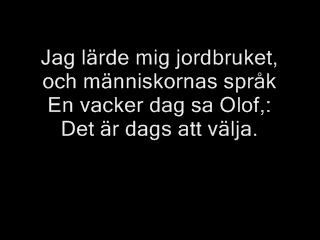 Jag lärde mig jordbruket,
och människornas språk
En vacker dag sa Olof,:
Det är dags att välja.